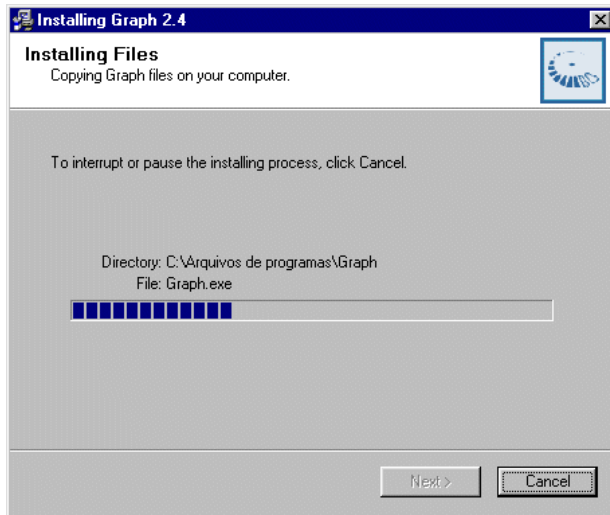 Installing Graph 2.4
Installing Files
Copying Graph files on your computer.
BS
To interrupt or pause the installing process, click Cancel.
Directory: C:\Arquivos de programas\Graph
File: Graph.exe
Next >
Cancel